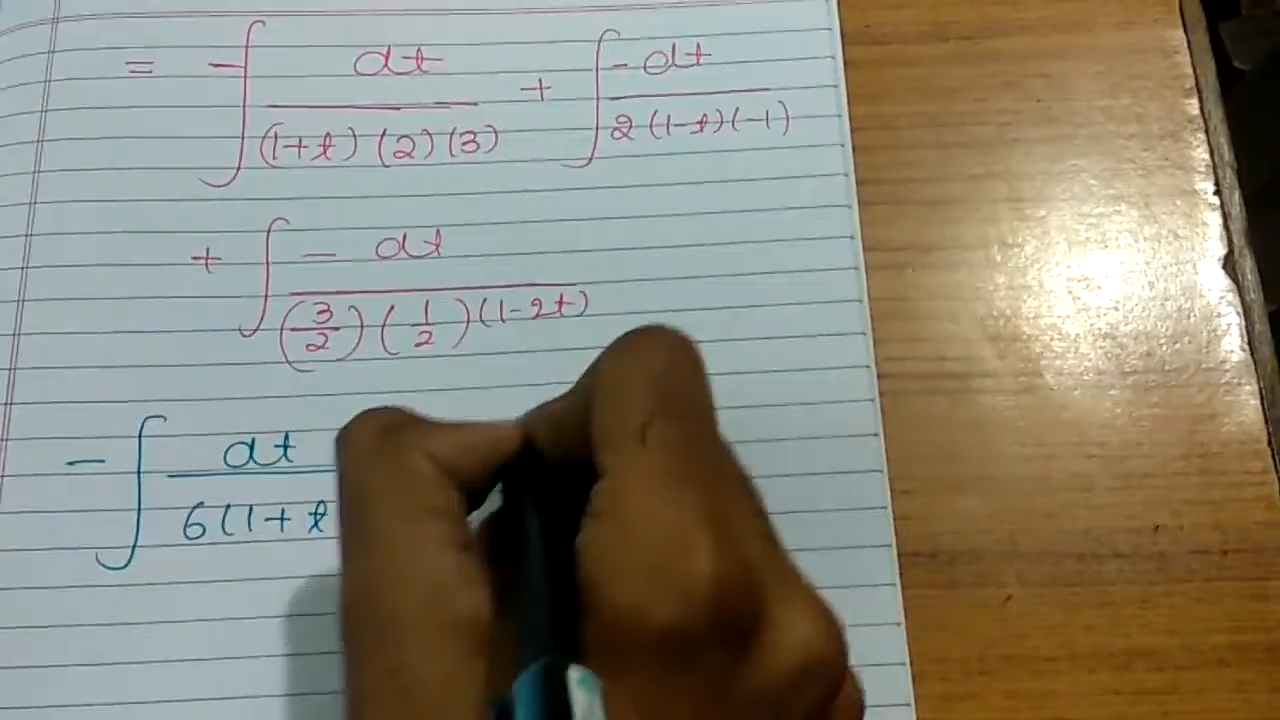 = -∫ dt/((1+t)(2)(3)) + ∫ -dt/(2(1-t)(-1))
+ ∫ -dt/((3/2)(1/2)(1-2t))
-∫ dt/(6(1+t